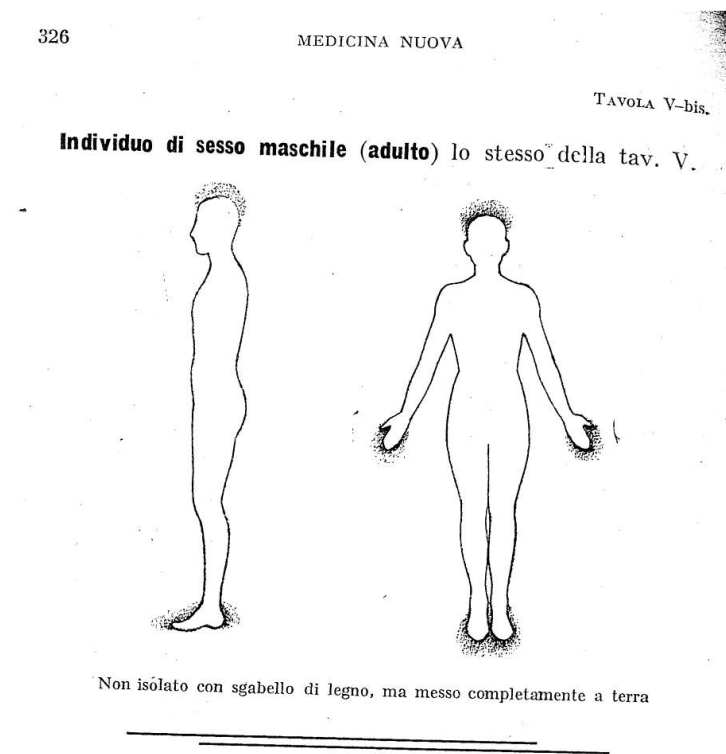 326
MEDICINA NUOVA
TAVOLA V–bis.
Individuo di sesso maschile (adulto) lo stesso della tav. V.
Non isolato con sgabello di legno, ma messo completamente a terra